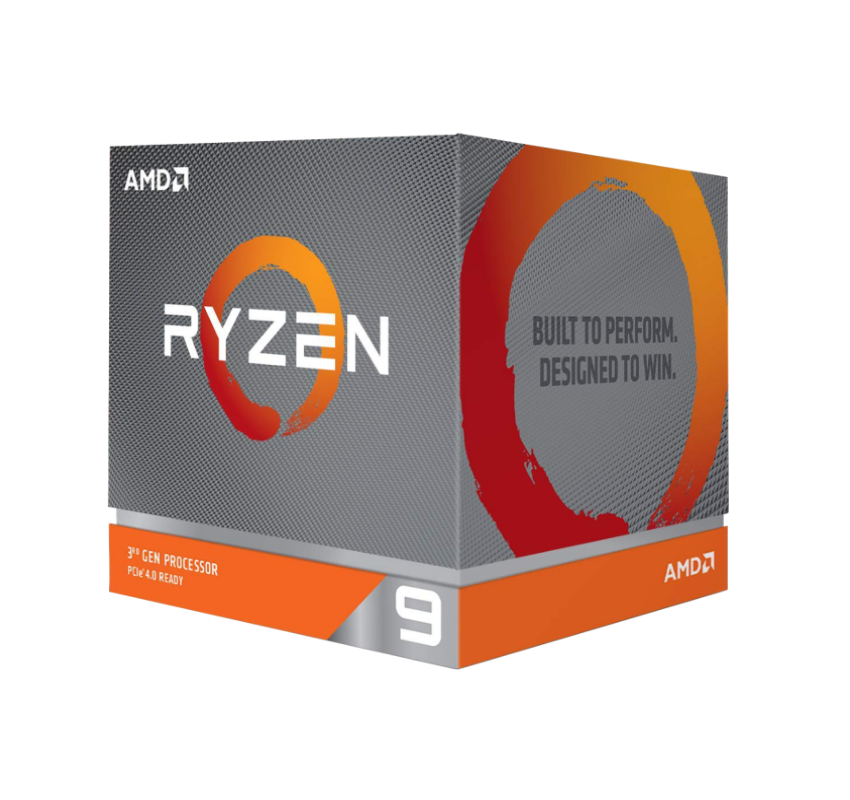 AMD
RYZEN
3RD GEN PROCESSOR
PCIe® 4.0 READY
9
BUILT TO PERFORM.
DESIGNED TO WIN.
AMD